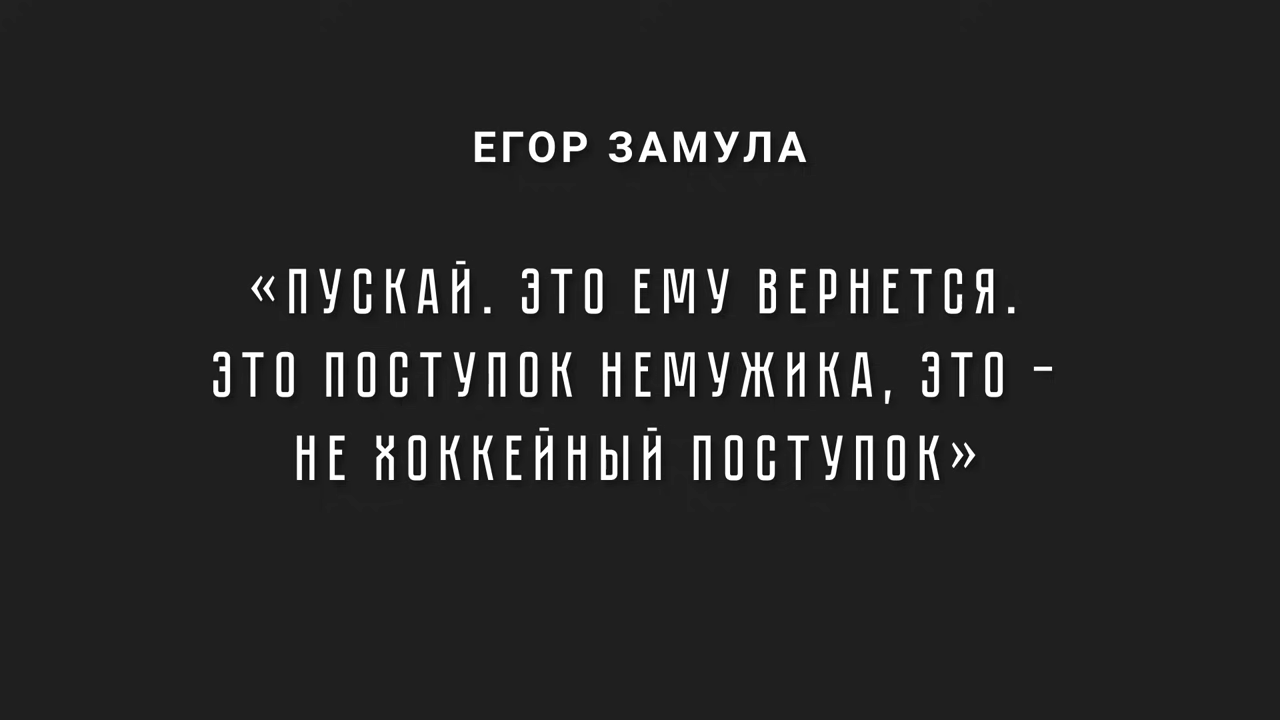 ЕГОР ЗАМУЛА
«ПУСКАЙ. ЭТО ЕМУ ВЕРНЕТСЯ.
ЭТО ПОСТУПОК НЕМУЖИКА, ЭТО –
НЕ ХОККЕЙНЫЙ ПОСТУПОК»